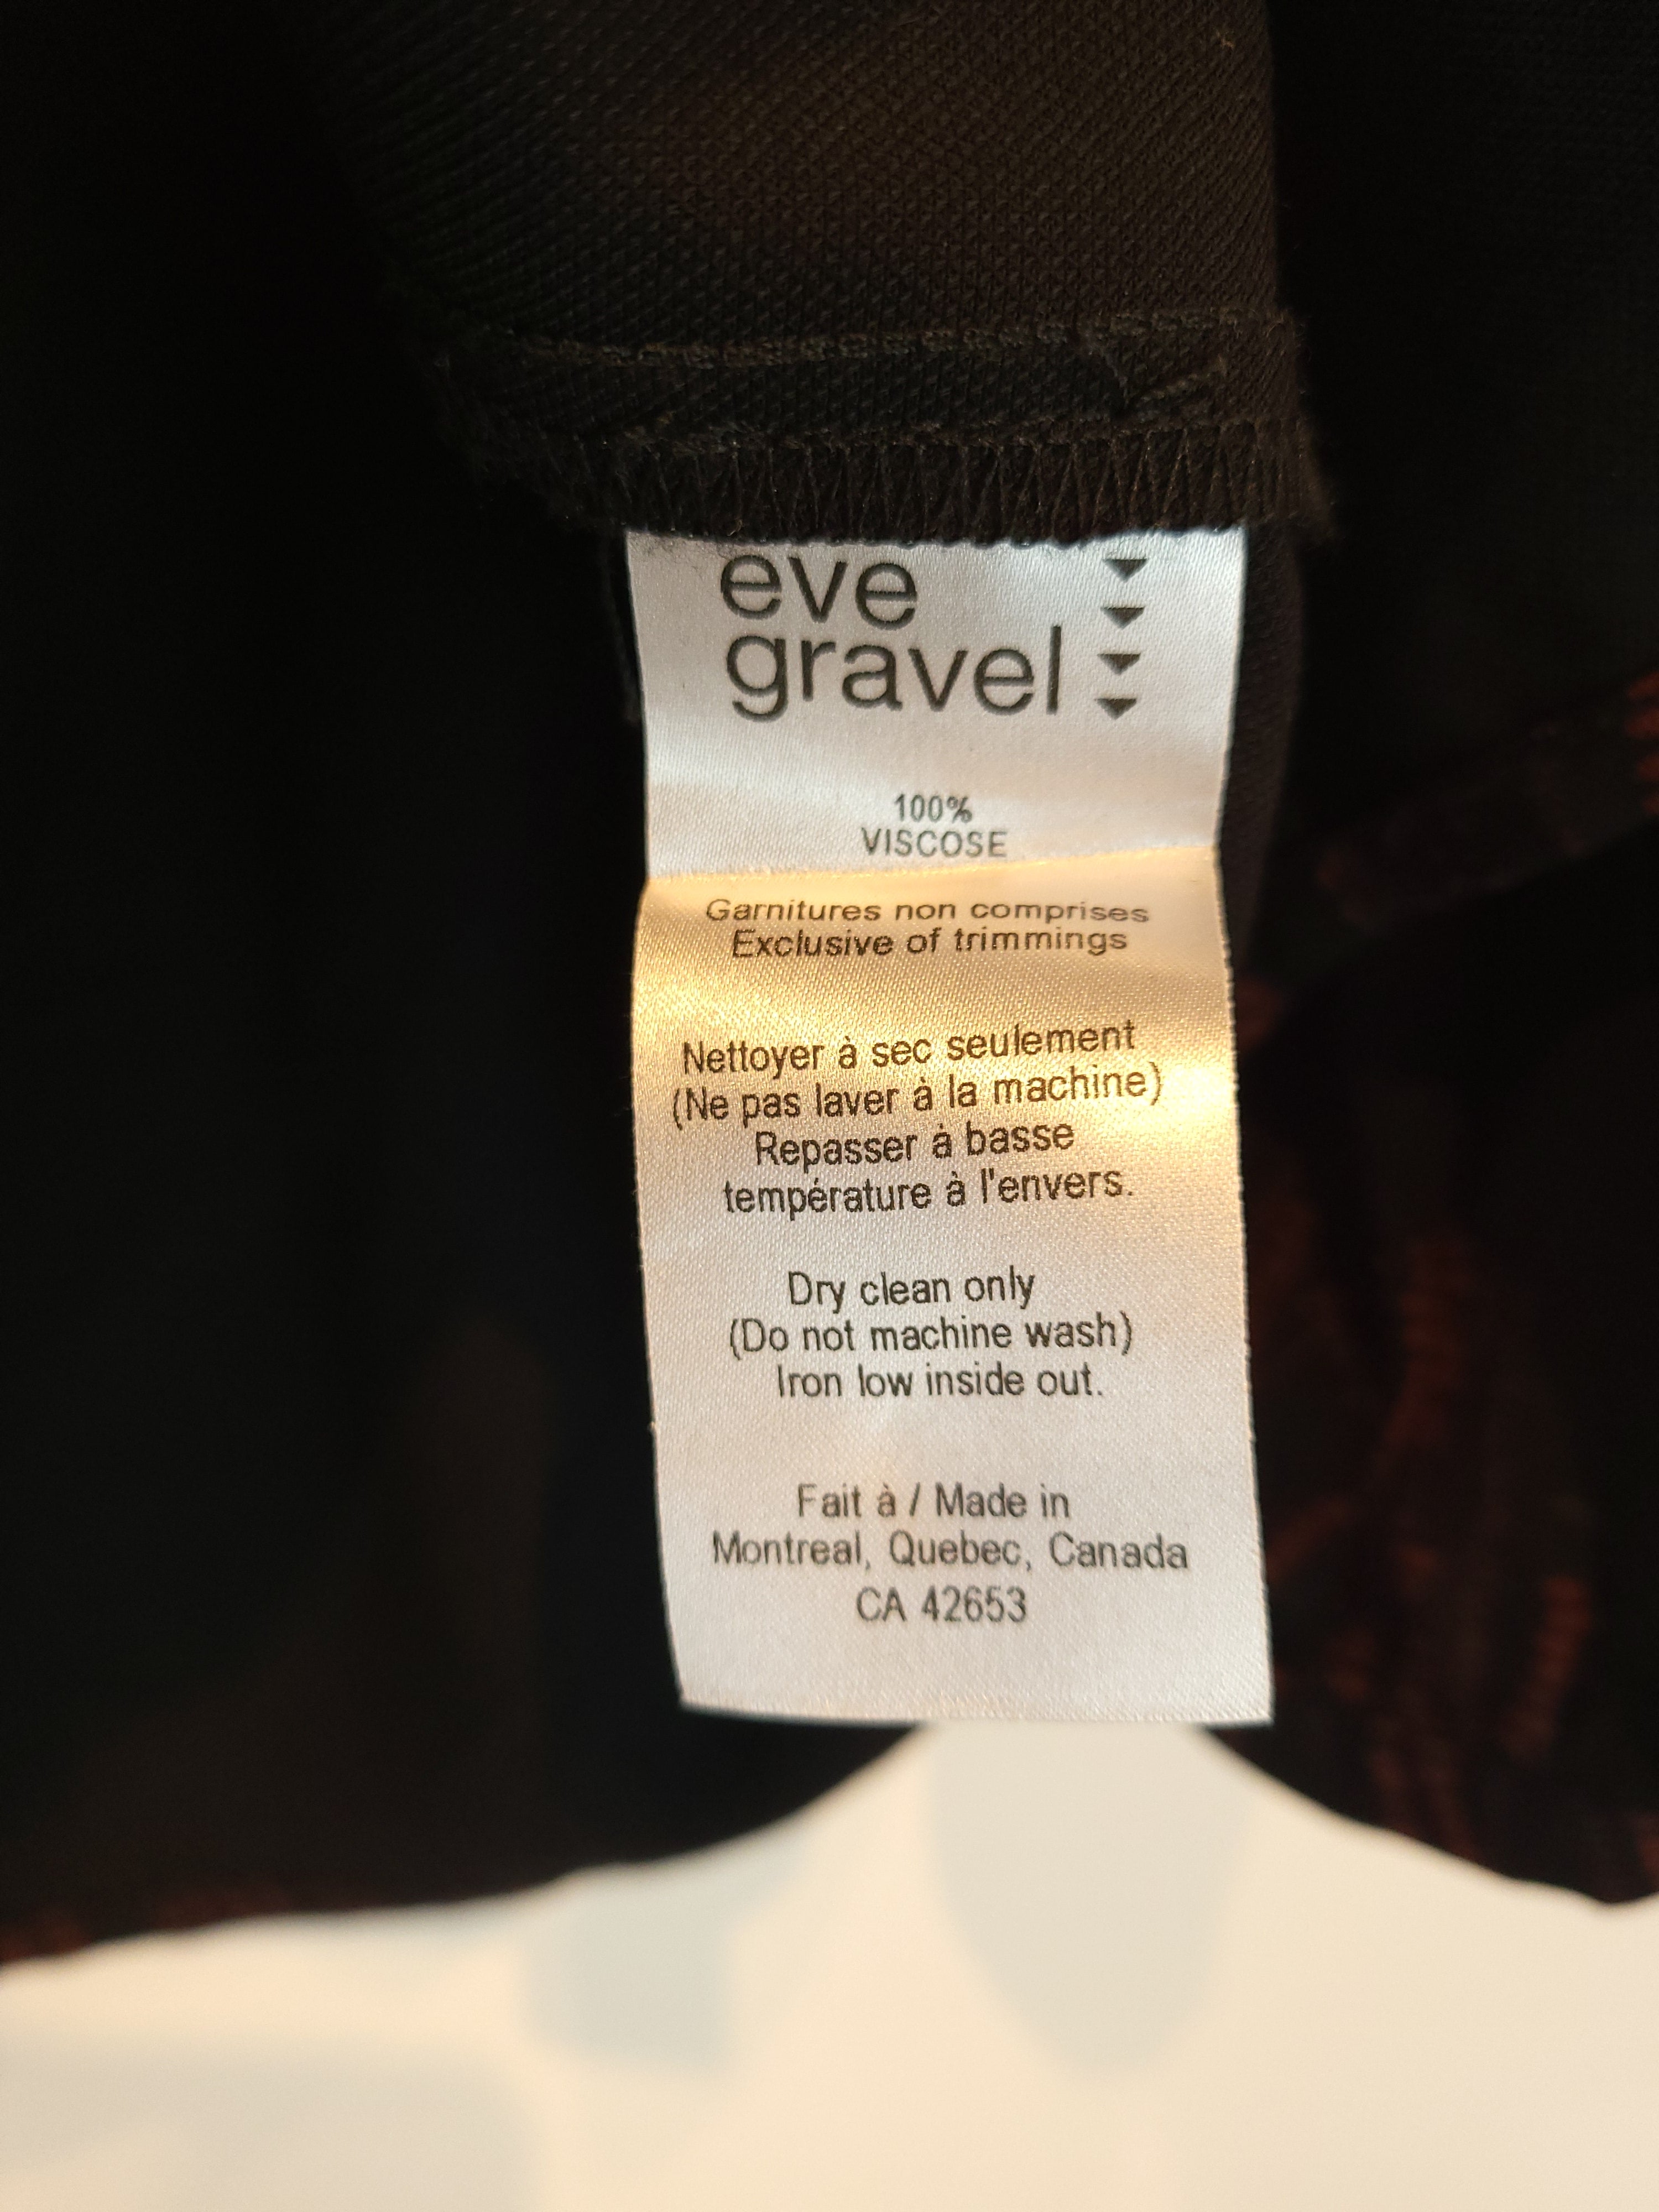 eve
gravel
100%
VISCOSE
Garnitures non comprises
Exclusive of trimmings
Nettoyer à sec seulement
(Ne pas laver à la machine)
Repasser à basse
température à l'envers.
Dry clean only
(Do not machine wash)
Iron low inside out.
Fait à / Made in
Montreal, Quebec, Canada
CA 42653